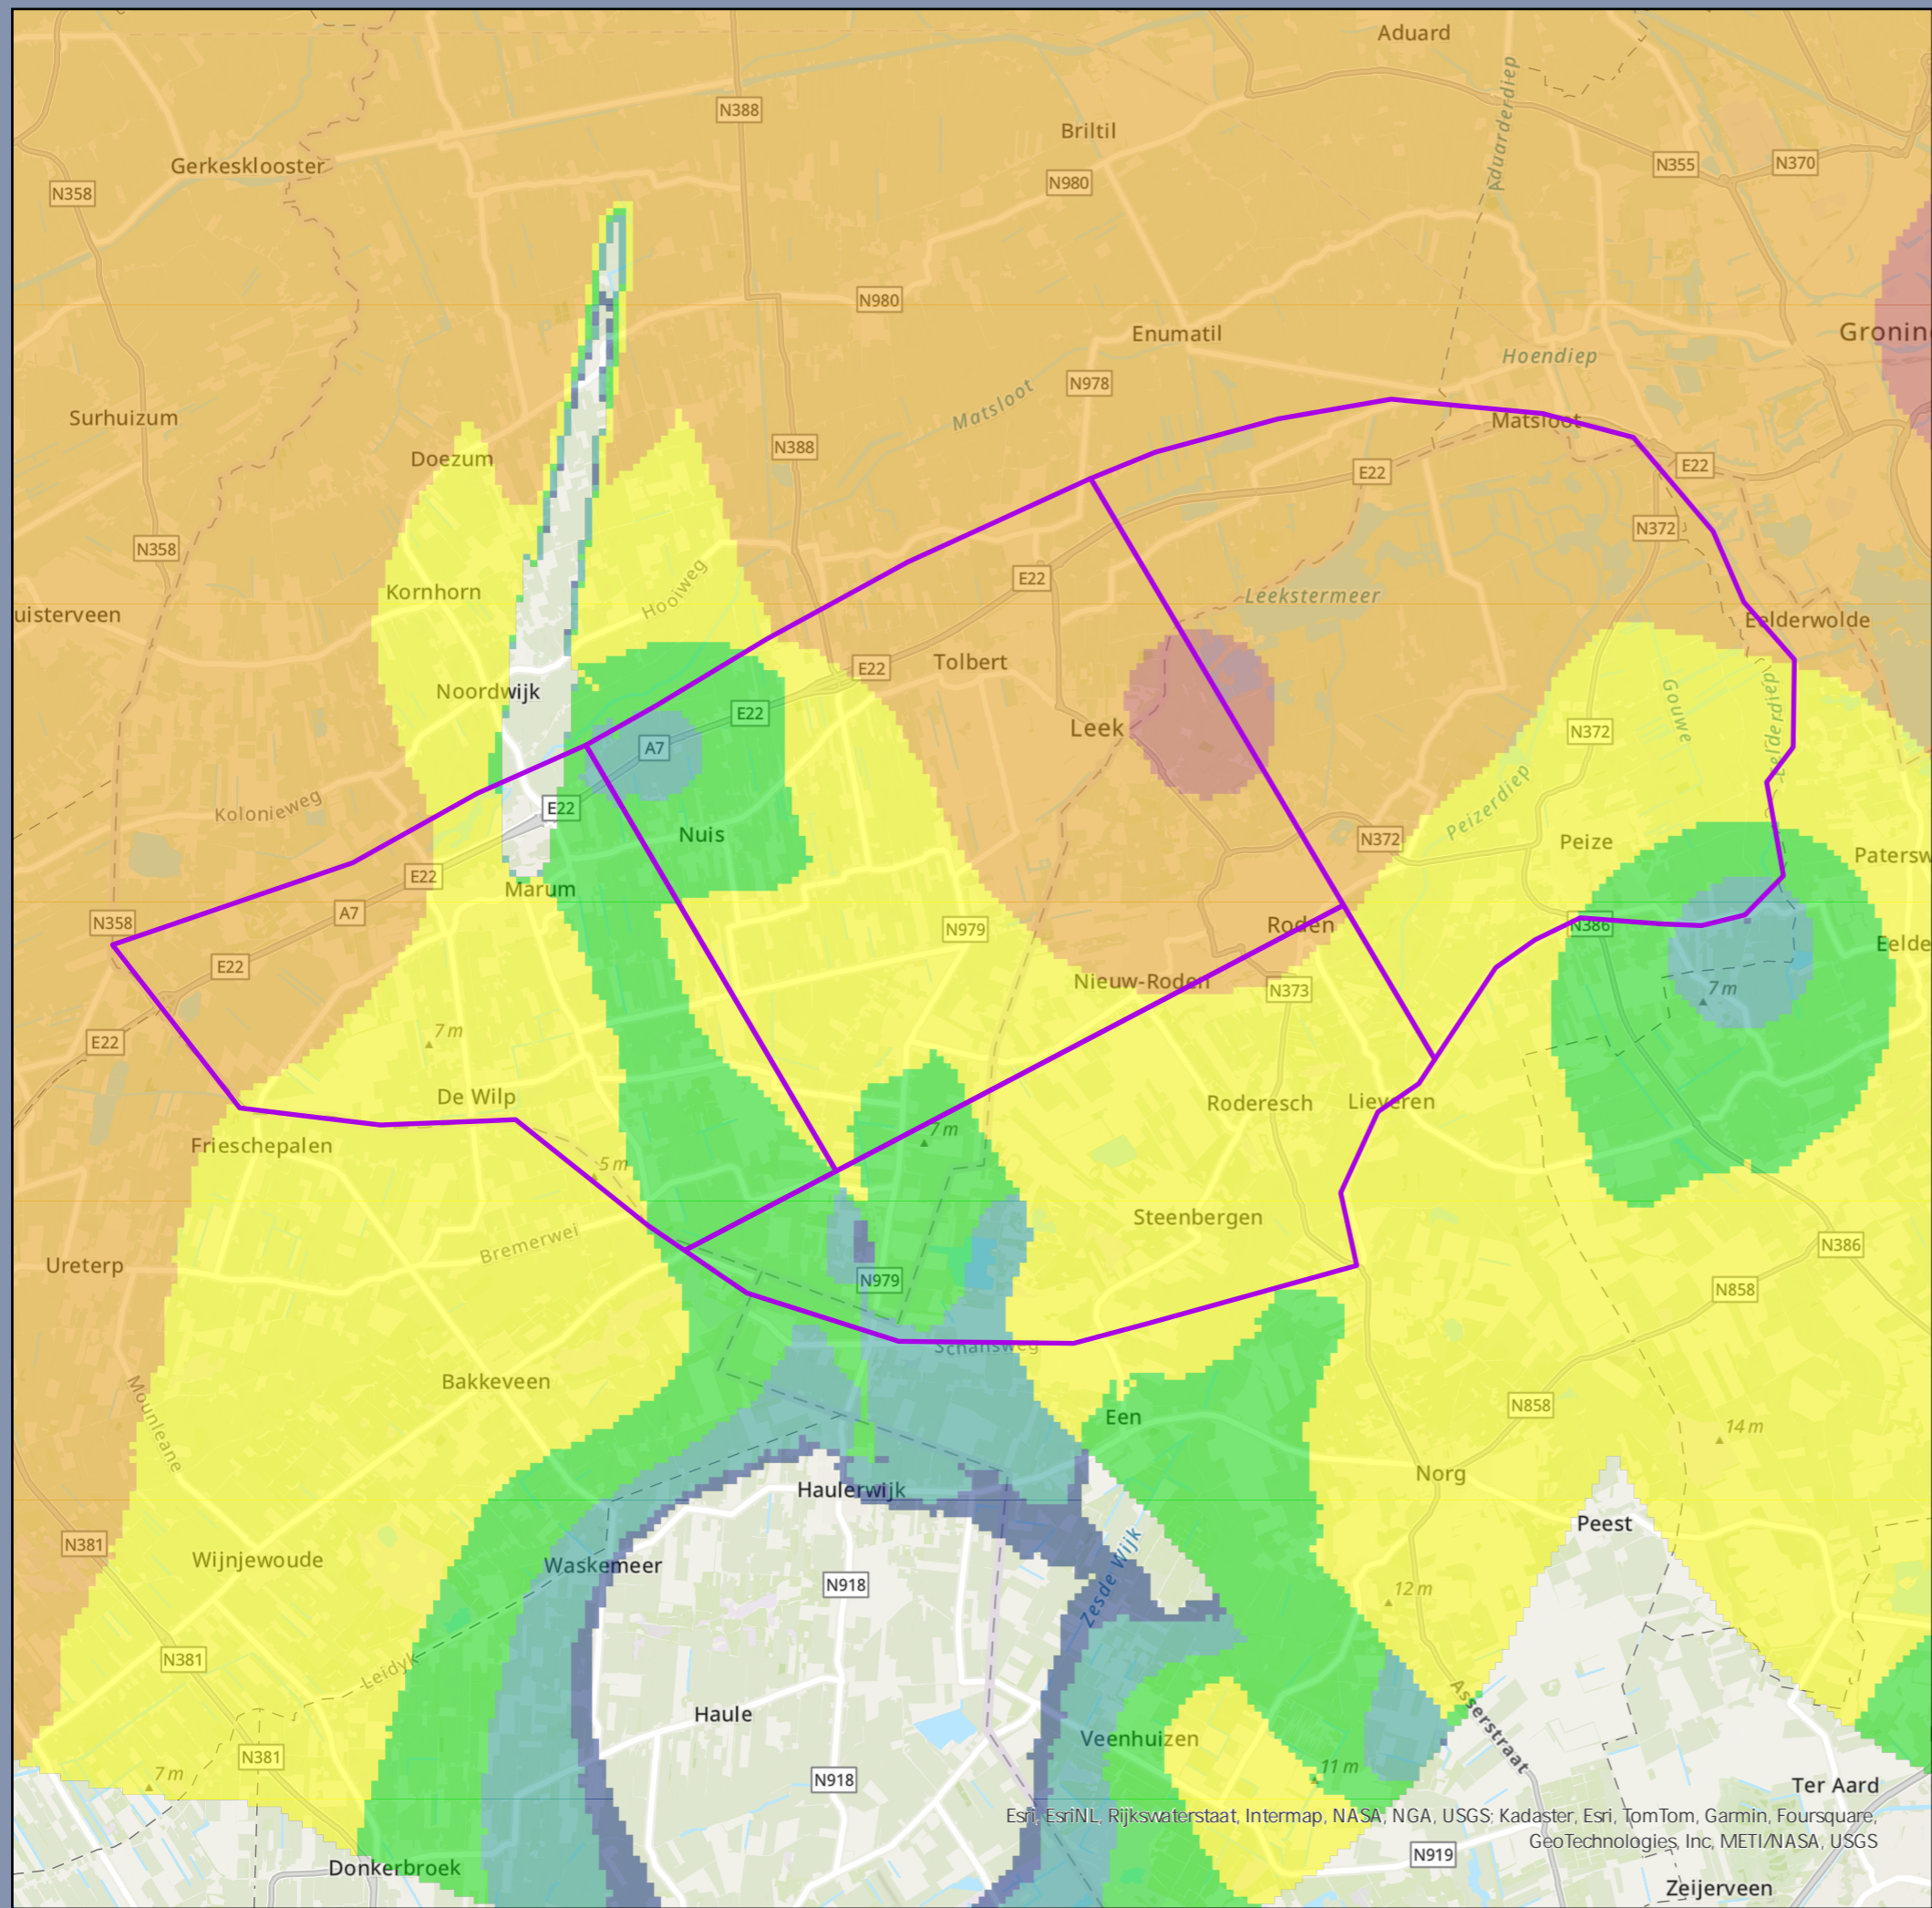 Aduard
N388
Briltil
Aduarderdiep
Gerkesklooster
N355
N370
N358
N980
N980
Groning
Enumatil
Hoendiep
N978
Matsloot
Surhuizum
Matsloot
N388
Doezum
E22
E22
N372
N358
E22
Hooiweg
Kornhorn
Leekstermeer
uisterveen
Eelderwolde
Tolbert
E22
Noordwijk
Gouwe
Eelderdiep
E22
Leek
N372
A7
Kolonieweg
E22
Peizerdiep
Nuis
N372
Peize
Patersw
E22
Marum
A7
N358
N979
Roden
N386
Eelde
E22
Nieuw-Roden
N373
7 m
7 m
E22
De Wilp
Roderesch
Lieveren
7 m
Frieschepalen
5 m
Steenbergen
Bremerwei
N386
Ureterp
N979
N858
Schansweg
Bakkeveen
Mounleane
N858
Een
14 m
Norg
Haulerwijk
Peest
N381
Wijnjewoude
Waskemeer
Zesde Wijk
N918
12 m
N381
Leidyk
Asserstraat
Haule
Veenhuizen
N381
7 m
11 m
N918
Ter Aard
Esri, EsriNL, Rijkswaterstaat, Intermap, NASA, NGA, USGS; Kadaster, Esri, TomTom, Garmin, Foursquare,
GeoTechnologies, Inc, METI/NASA, USGS
N919
Donkerbroek
Zeijerveen